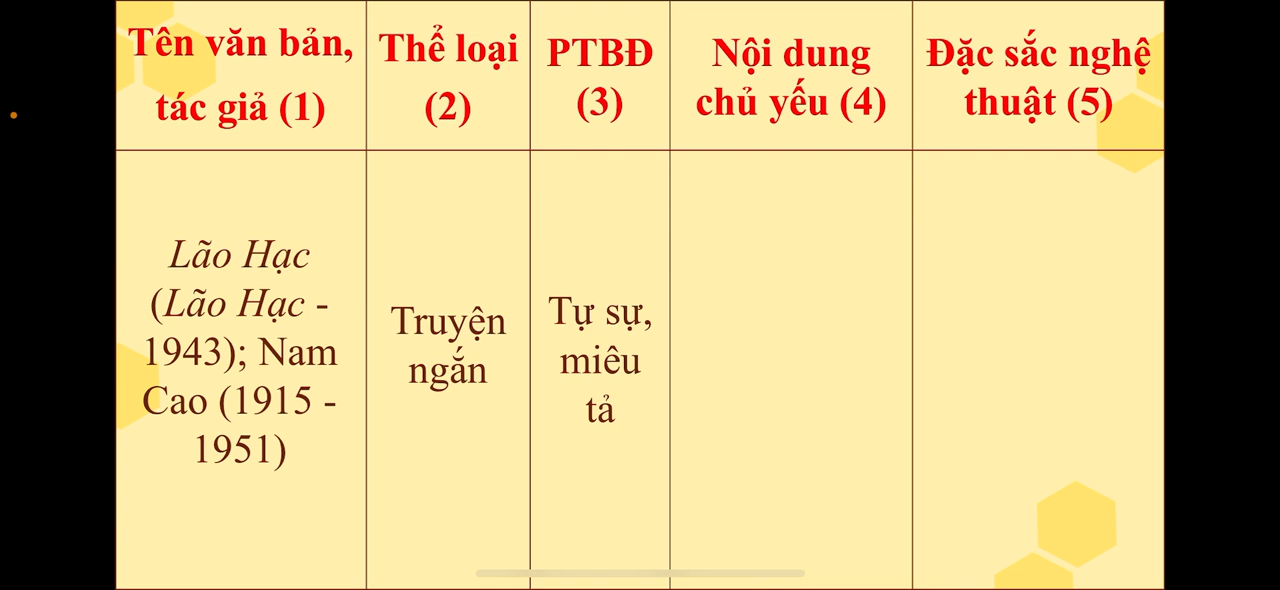 Tên văn bản,
tác giả (1)
Thể loại
(2)
PTBĐ
(3)
Nội dung
chủ yếu (4)
Đặc sắc nghệ
thuật (5)
Lão Hạc
(Lão Hạc -
1943); Nam
Cao (1915 -
1951)
Truyện
ngắn
Tự sự,
miêu
tả